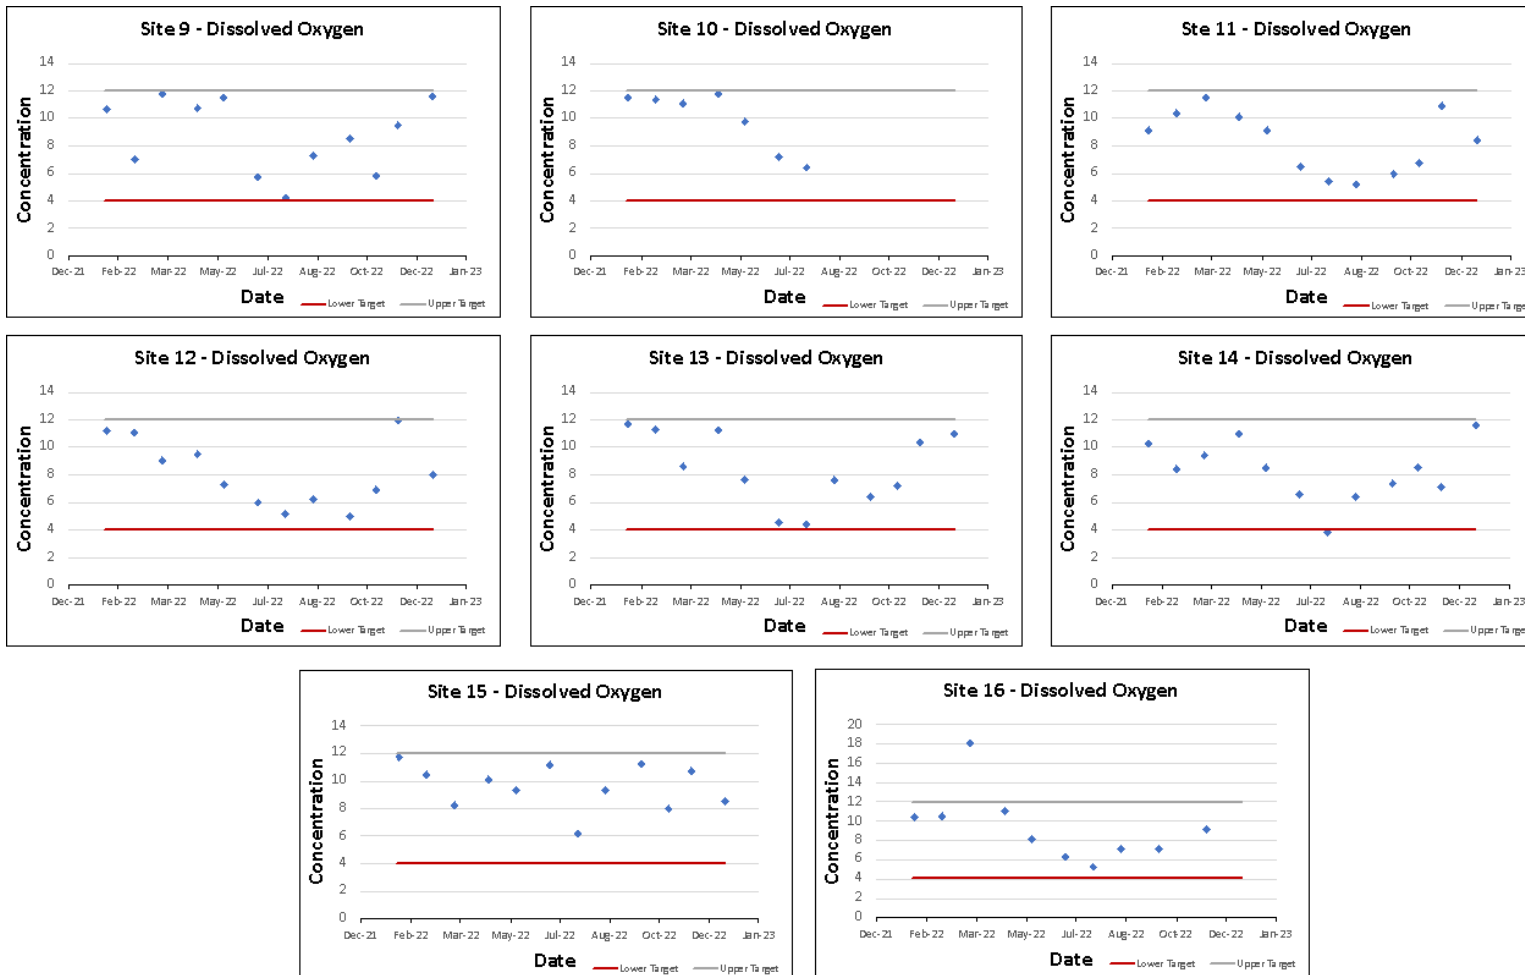 Site 9 - Dissolved Oxygen
Concentration
14
12
10
8
6
4
2
0
Dec-21 Feb-22 Mar-22 May-22 Jul-22 Aug-22 Oct-22 Dec-22 Jan-23
Date
Lower Target Upper Target
Site 10 - Dissolved Oxygen
Concentration
14
12
10
8
6
4
2
0
Dec-21 Feb-22 Mar-22 May-22 Jul-22 Aug-22 Oct-22 Dec-22 Jan-23
Date
Lower Target Upper Target
Ste 11 - Dissolved Oxygen
Concentration
14
12
10
8
6
4
2
0
Dec-21 Feb-22 Mar-22 May-22 Jul-22 Aug-22 Oct-22 Dec-22 Jan-23
Date
Lower Target Upper Target
Site 12 - Dissolved Oxygen
Concentration
14
12
10
8
6
4
2
0
Dec-21 Feb-22 Mar-22 May-22 Jul-22 Aug-22 Oct-22 Dec-22 Jan-23
Date
Lower Target Upper Target
Site 13 - Dissolved Oxygen
Concentration
14
12
10
8
6
4
2
0
Dec-21 Feb-22 Mar-22 May-22 Jul-22 Aug-22 Oct-22 Dec-22 Jan-23
Date
Lower Target Upper Target
Site 14 - Dissolved Oxygen
Concentration
14
12
10
8
6
4
2
0
Dec-21 Feb-22 Mar-22 May-22 Jul-22 Aug-22 Oct-22 Dec-22 Jan-23
Date
Lower Target Upper Target
Site 15 - Dissolved Oxygen
Concentration
14
12
10
8
6
4
2
0
Dec-21 Feb-22 Mar-22 May-22 Jul-22 Aug-22 Oct-22 Dec-22 Jan-23
Date
Lower Target Upper Target
Site 16 - Dissolved Oxygen
Concentration
20
18
16
14
12
10
8
6
4
2
0
Dec-21 Feb-22 Mar-22 May-22 Jul-22 Aug-22 Oct-22 Dec-22 Jan-23
Date
Lower Target Upper Target